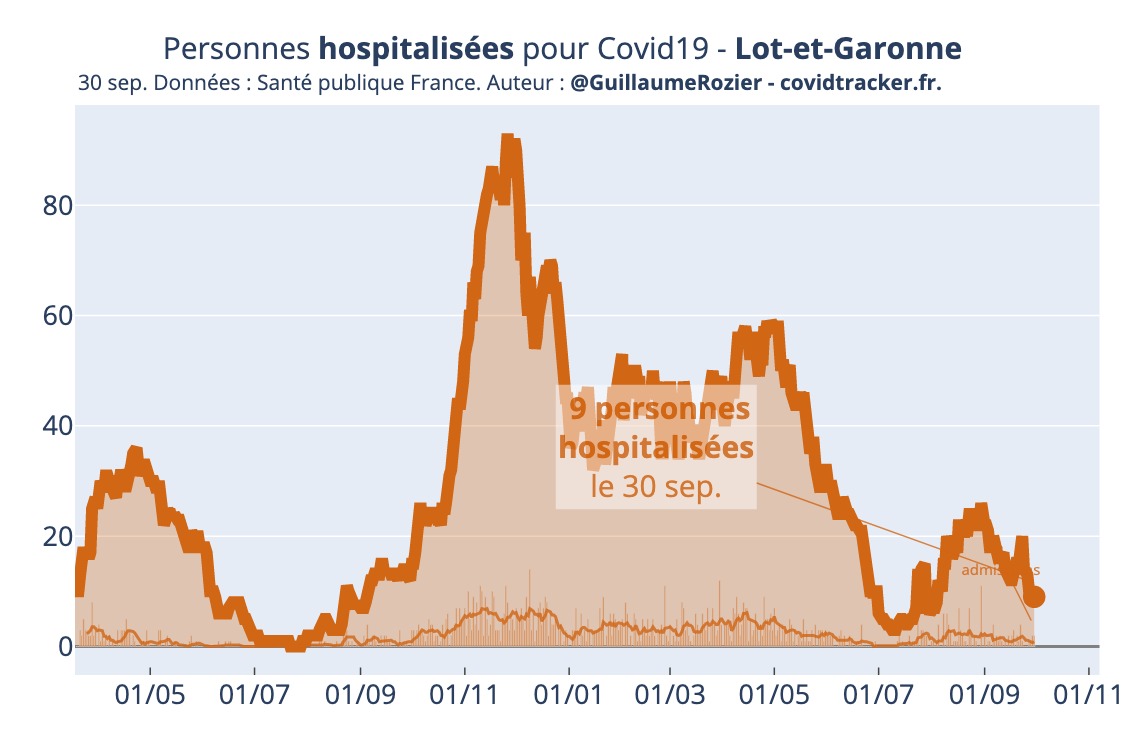 Personnes hospitalisées pour Covid19 - Lot-et-Garonne
30 sep. Données : Santé publique France. Auteur : @GuillaumeRozier - covidtracker.fr.
80
60
40
20
0
9 personnes
hospitalisées
le 30 sep.
01/05 01/07 01/09 01/11 01/01 01/03 01/05 01/07 01/09 01/11